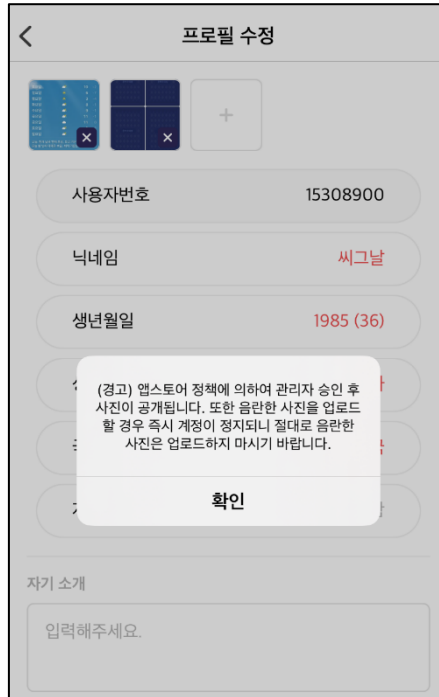 프로필 수정
사용자번호 15308900
닉네임 씨그날
생년월일 1985 (36)
(경고) 앱스토어 정책에 의하여 관리자 승인 후
사진이 공개됩니다. 또한 음란한 사진을 업로드
할 경우 즉시 계정이 정지되니 절대로 음란한
사진은 업로드하지 마시기 바랍니다.
확인
자기 소개
입력해주세요.